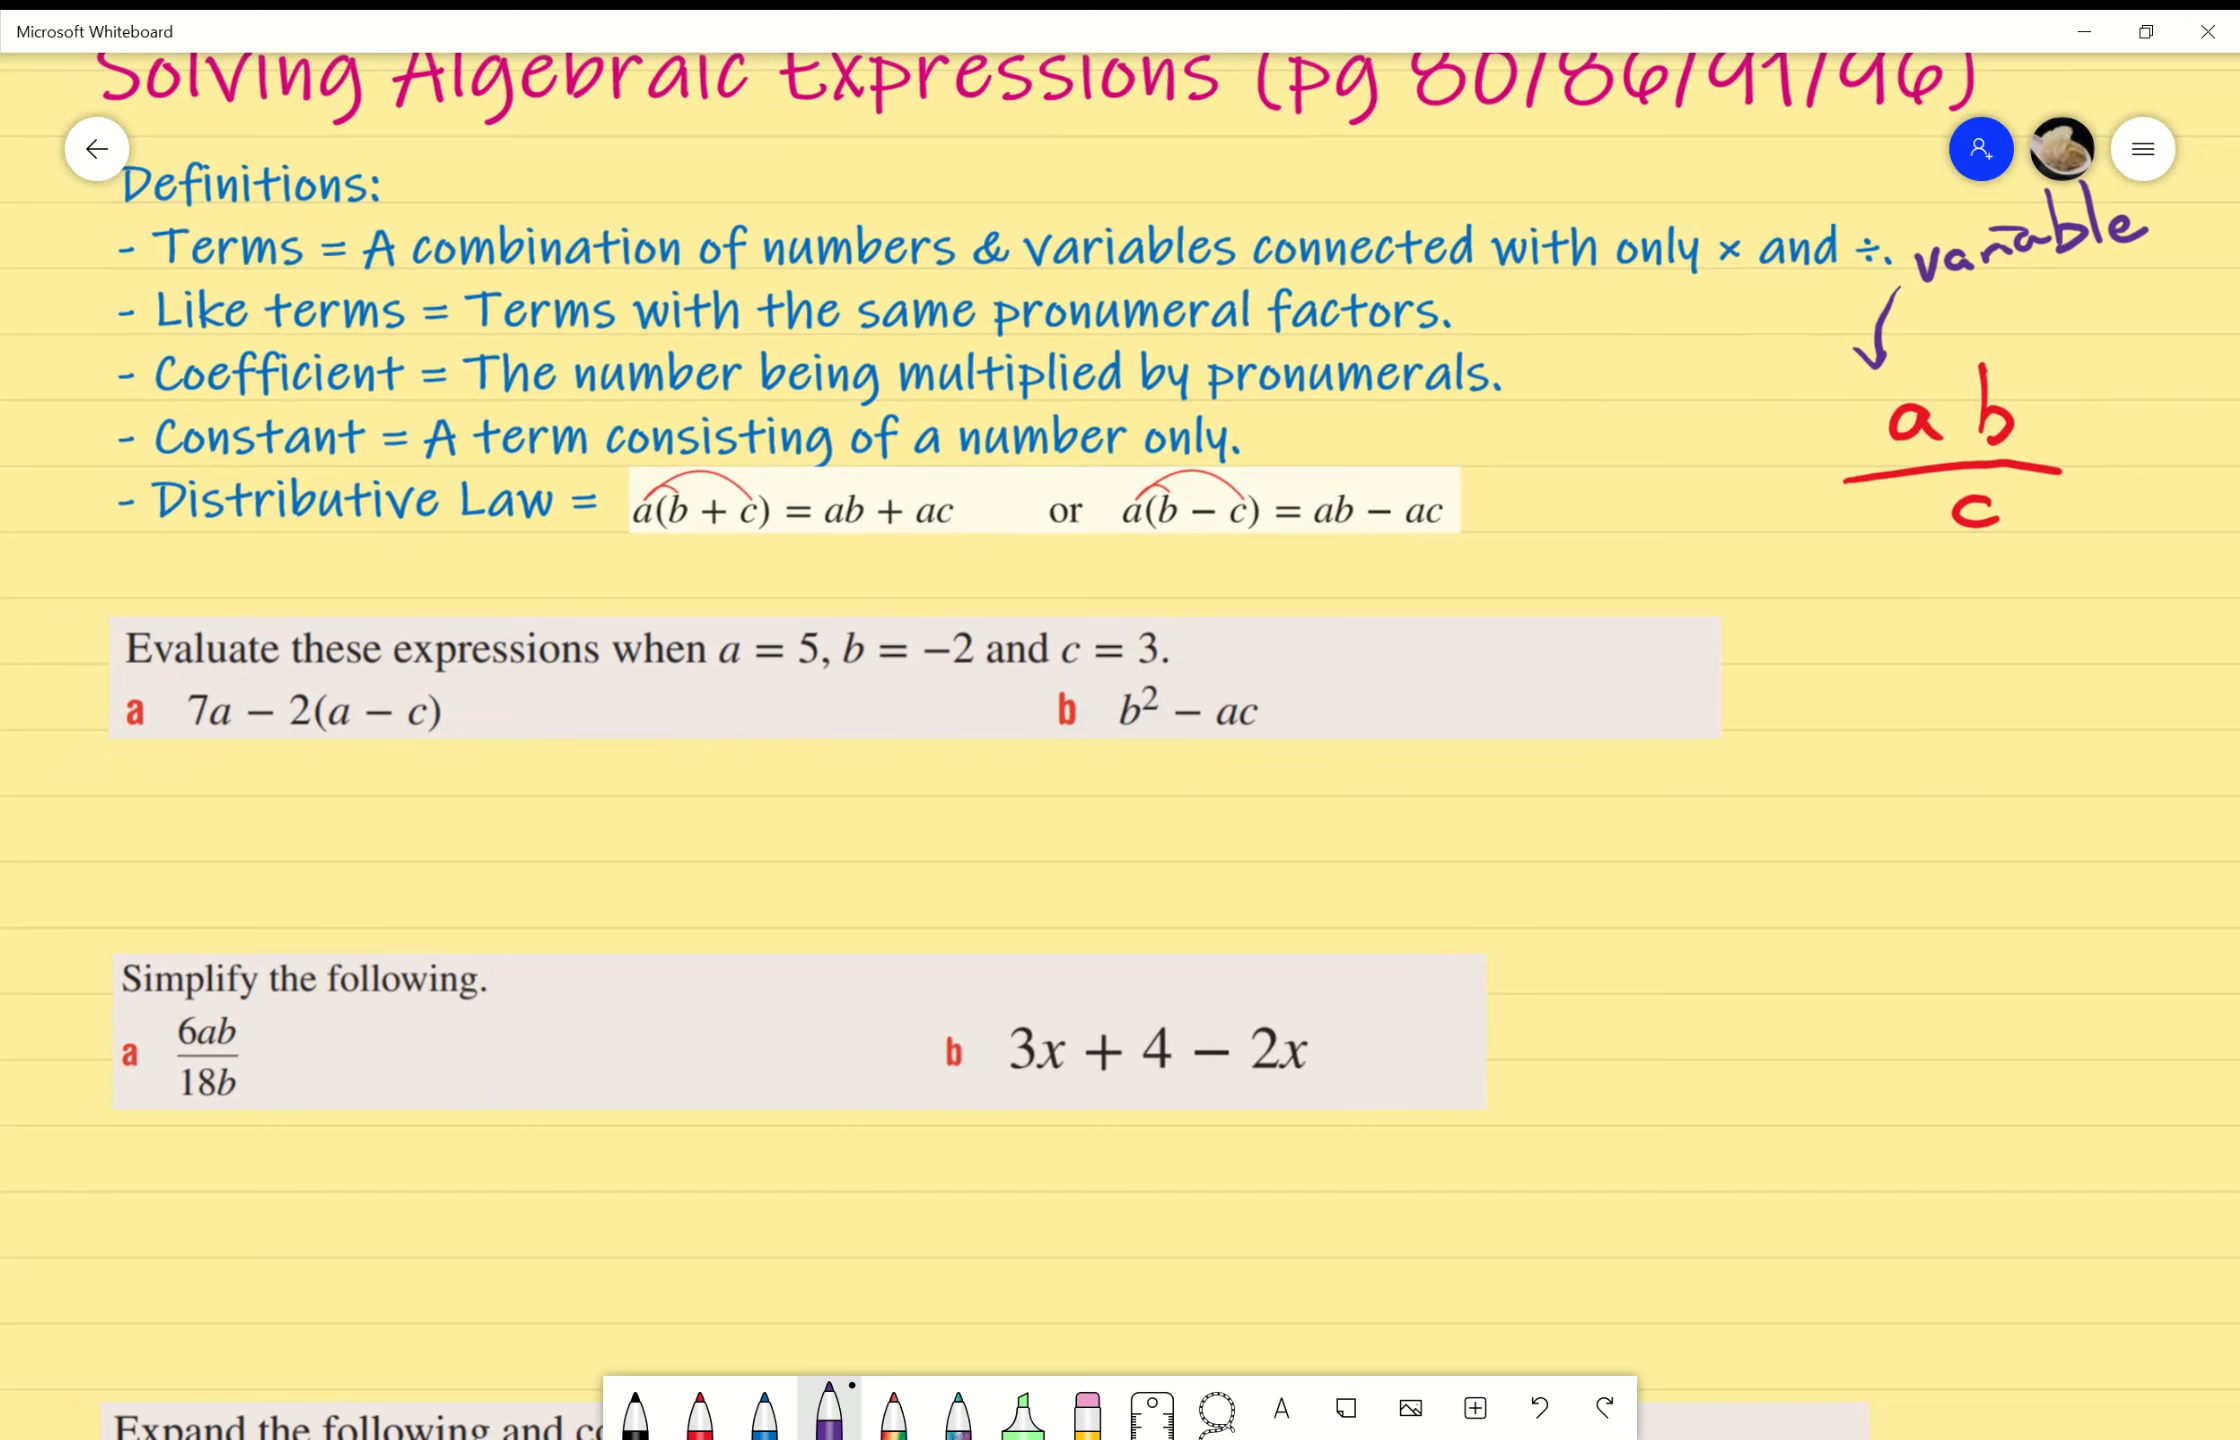 Microsoft Whiteboard
Solving Algebraic Expressions (pg 80/86/91/96)
Definitions:
- Terms = A combination of numbers & variables connected with only × and ÷.
variable
- Like terms = Terms with the same pronumeral factors.
- Coefficient = The number being multiplied by pronumerals.
a b
- Constant = A term consisting of a number only.
c
- Distributive Law = a(b + c) = ab + ac or a(b − c) = ab − ac
Evaluate these expressions when a = 5, b = −2 and c = 3.
a 7a − 2(a − c) b b² − ac
Simplify the following.
a 6ab/18b b 3x + 4 − 2x
Expand the following and